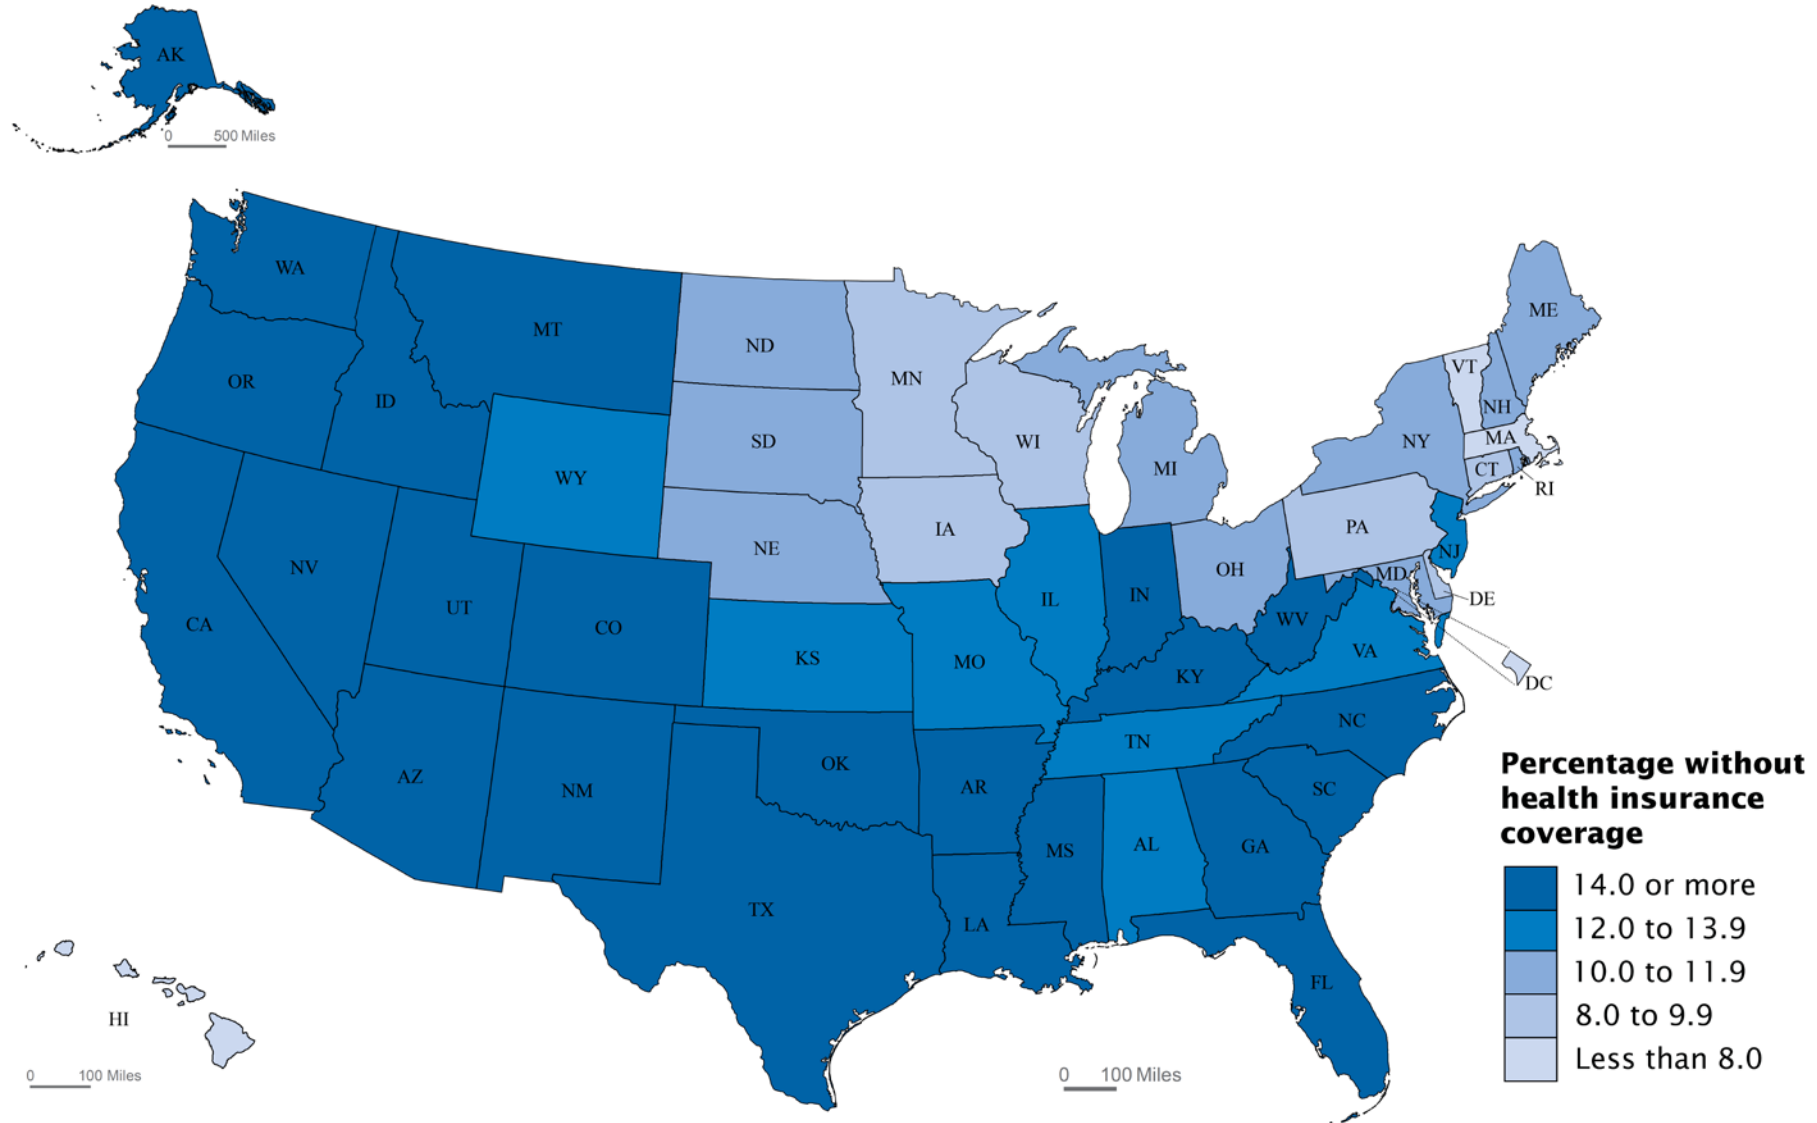 AK
0 500 Miles
WA
MT
ND
ME
OR
ID
MN
VT
SD
WI
NH
NY
MA
WY
MI
CT
RI
IA
PA
NE
NJ
NV
OH
MD
IN
IL
DE
UT
WV
CA
CO
VA
KS
MO
KY
DC
NC
TN
OK
AZ
NM
AR
SC
MS
AL
GA
TX
LA
FL
HI
0 100 Miles
0 100 Miles
Percentage without
health insurance
coverage
14.0 or more
12.0 to 13.9
10.0 to 11.9
8.0 to 9.9
Less than 8.0